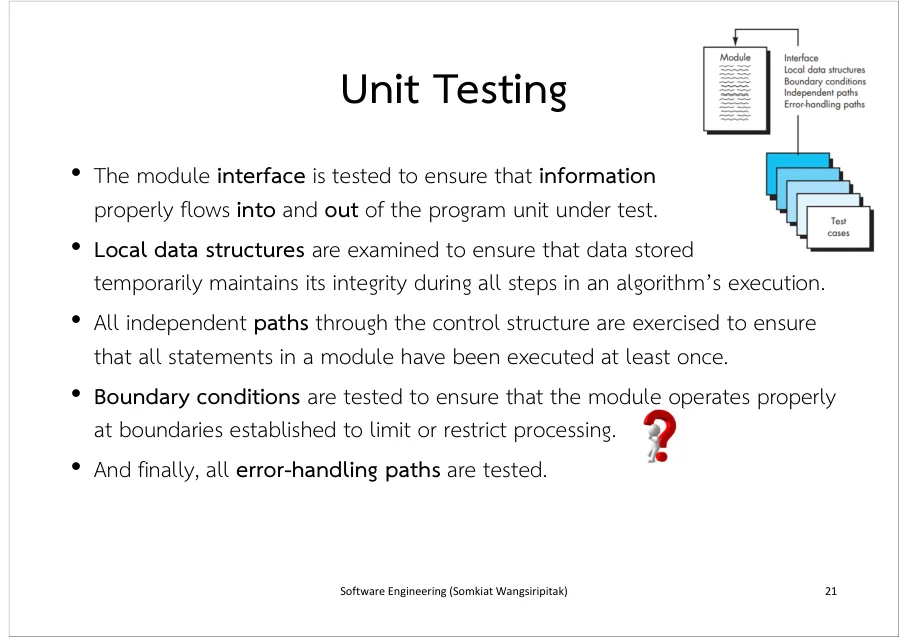 Unit Testing
Module
Interface
Local data structures
Boundary conditions
Independent paths
Error-handling paths
Test
cases
• The module interface is tested to ensure that information
properly flows into and out of the program unit under test.
• Local data structures are examined to ensure that data stored
temporarily maintains its integrity during all steps in an algorithm’s execution.
• All independent paths through the control structure are exercised to ensure
that all statements in a module have been executed at least once.
• Boundary conditions are tested to ensure that the module operates properly
at boundaries established to limit or restrict processing.
• And finally, all error-handling paths are tested.
Software Engineering (Somkiat Wangsiripitak)
21